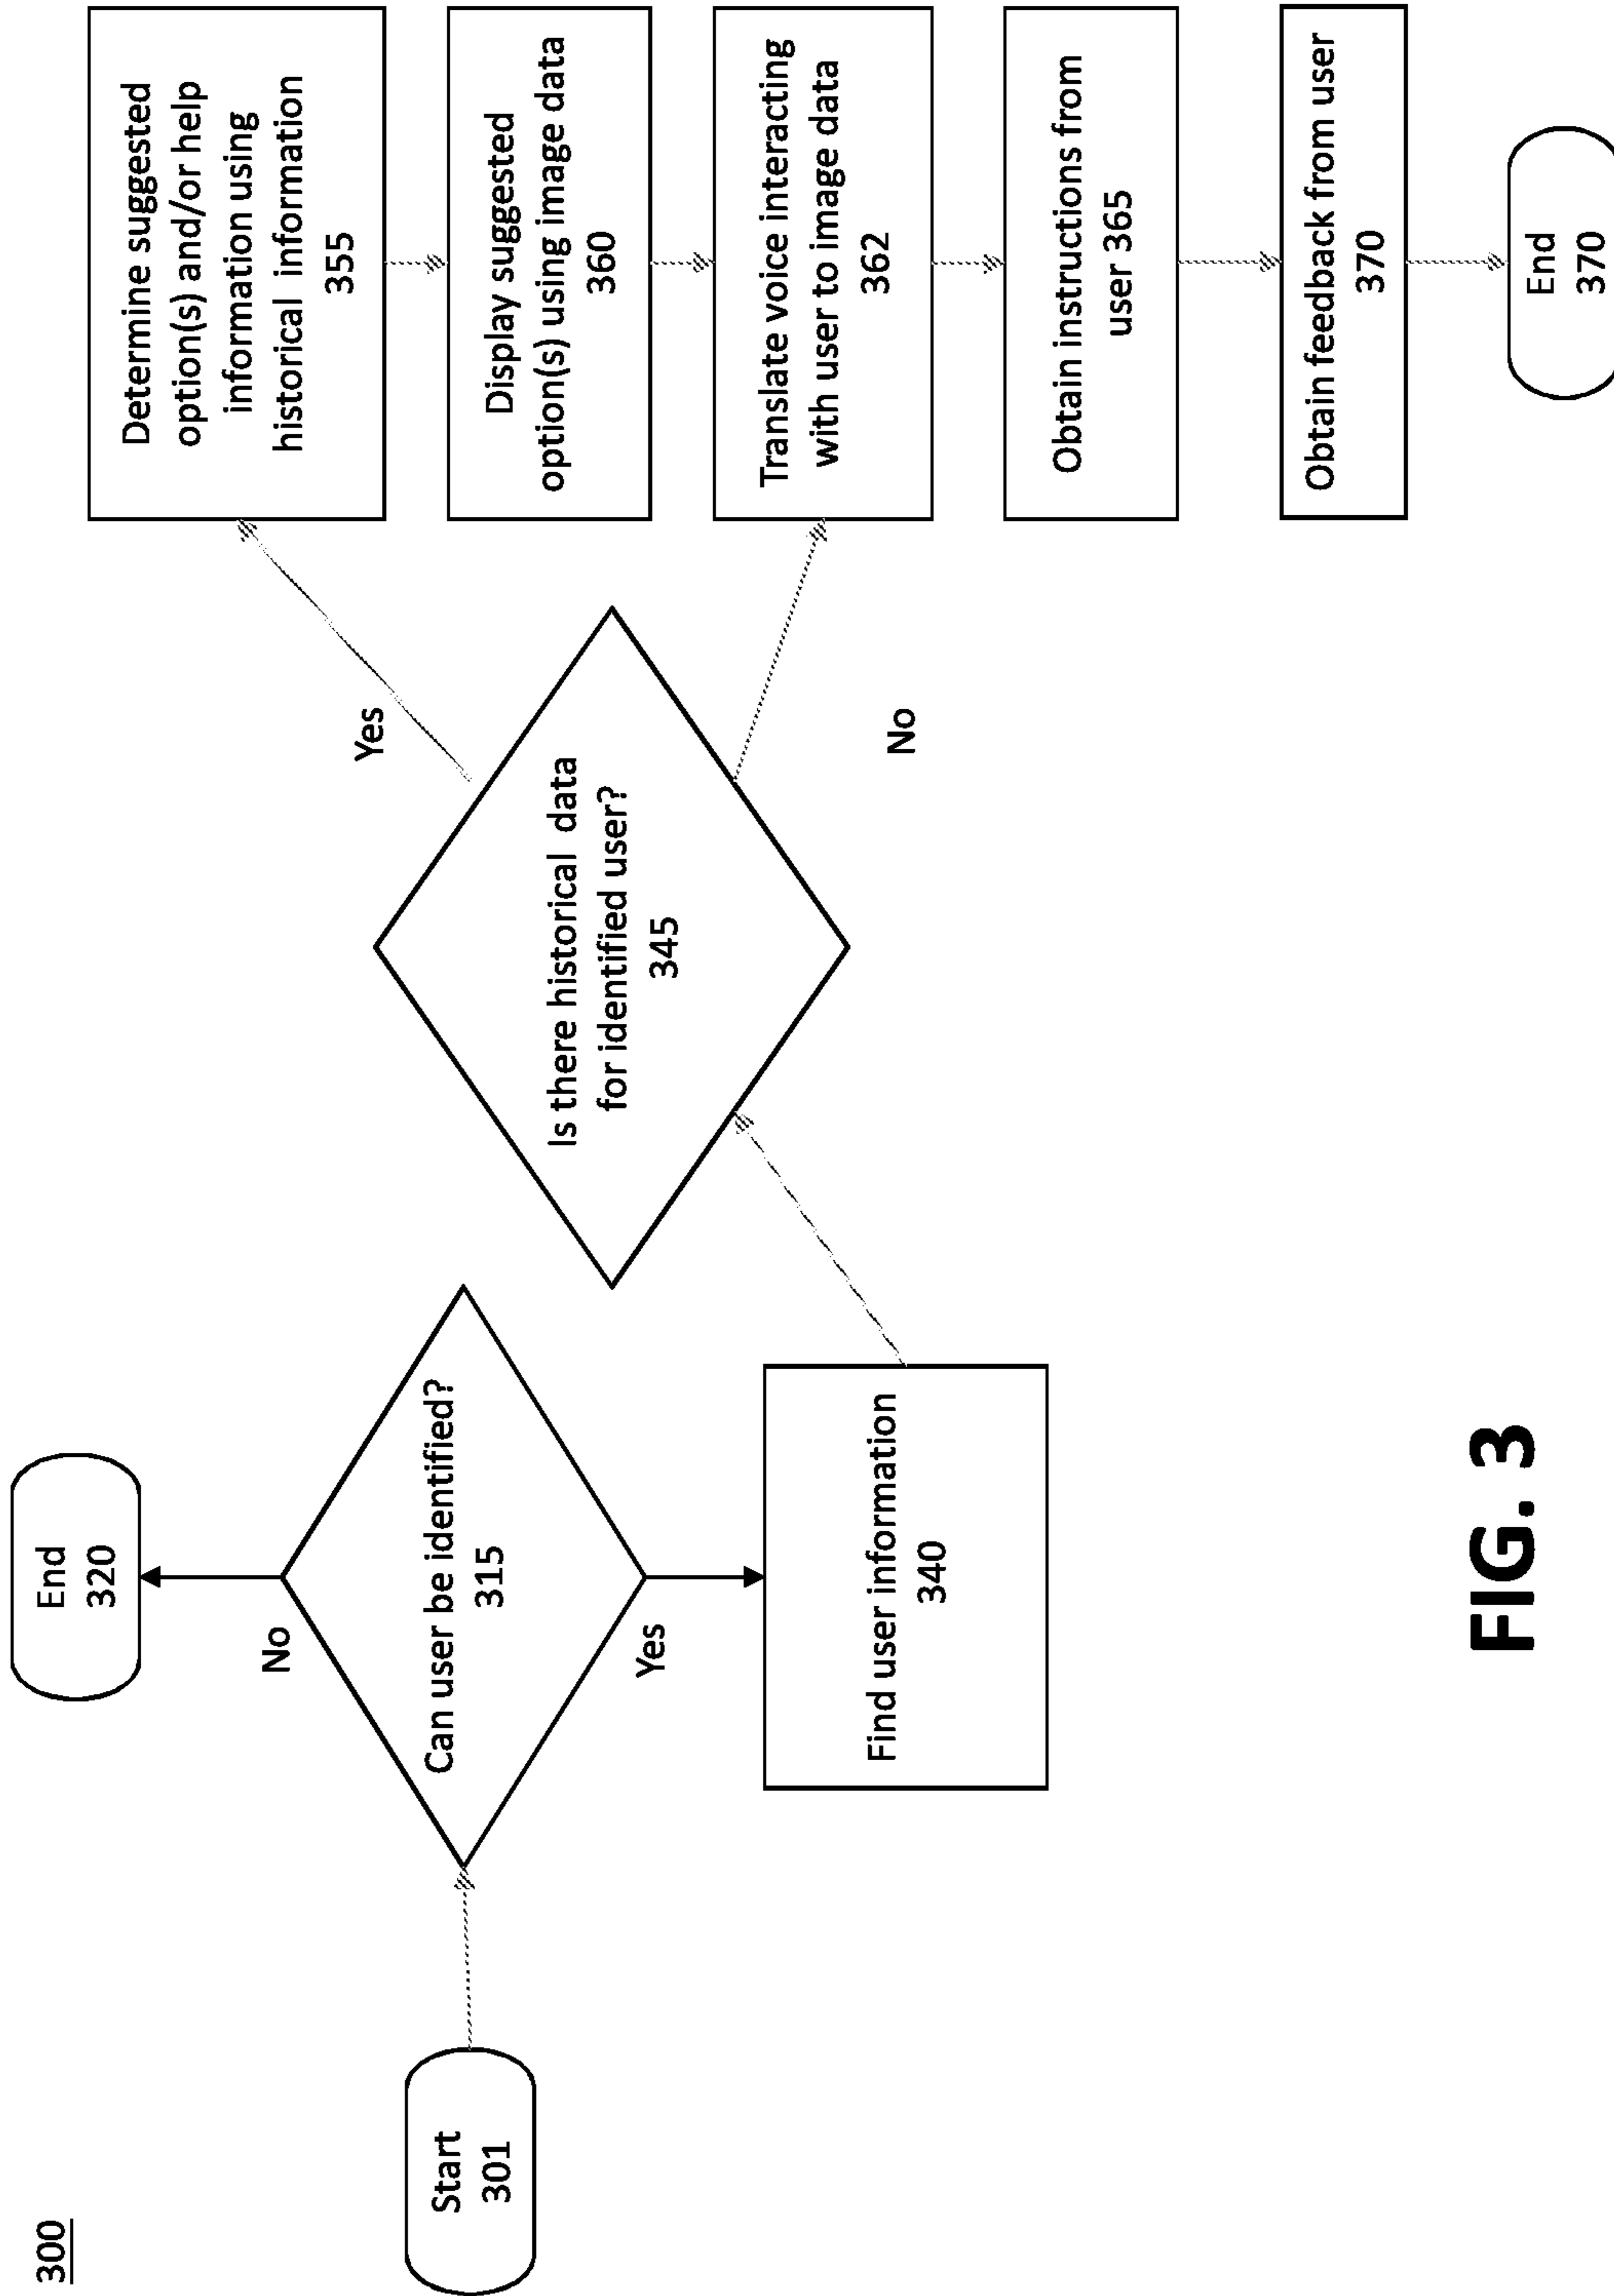 300
Start
301
Can user be identified?
315
No
End
320
Yes
Find user information
340
Is there historical data
for identified user?
345
Yes
No
Determine suggested
option(s) and/or help
information using
historical information
355
Display suggested
option(s) using image data
360
Translate voice interacting
with user to image data
362
Obtain instructions from
user 365
Obtain feedback from user
370
End
370
FIG. 3